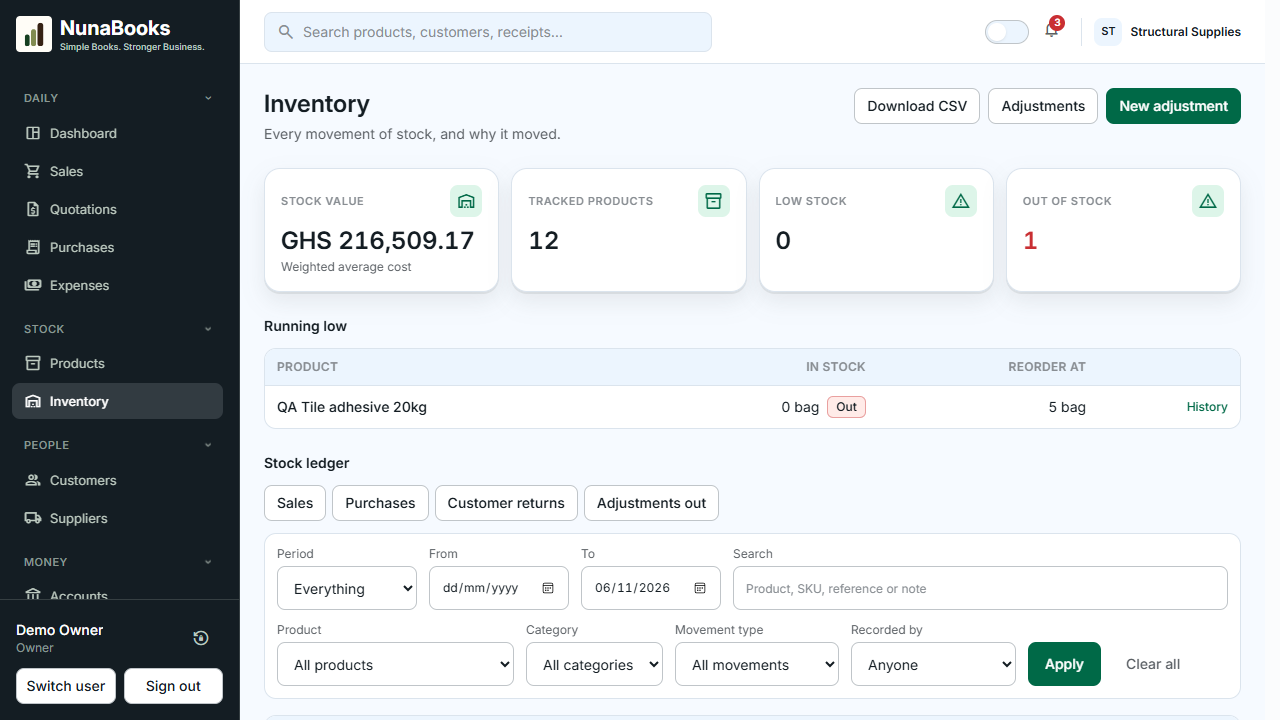 NunaBooks
Simple Books. Stronger Business.
DAILY
Dashboard
Sales
Quotations
Purchases
Expenses
STOCK
Products
Inventory
PEOPLE
Customers
Suppliers
MONEY
Accounts
Demo Owner
Owner
Switch user
Sign out
Search products, customers, receipts...
3
ST
Structural Supplies
Inventory
Every movement of stock, and why it moved.
Download CSV
Adjustments
New adjustment
STOCK VALUE
GHS 216,509.17
Weighted average cost
TRACKED PRODUCTS
12
LOW STOCK
0
OUT OF STOCK
1
Running low
PRODUCT IN STOCK REORDER AT
QA Tile adhesive 20kg 0 bag Out 5 bag History
Stock ledger
Sales Purchases Customer returns Adjustments out
Period From To Search
Everything dd/mm/yyyy 06/11/2026 Product, SKU, reference or note
Product Category Movement type Recorded by
All products All categories All movements Anyone Apply Clear all